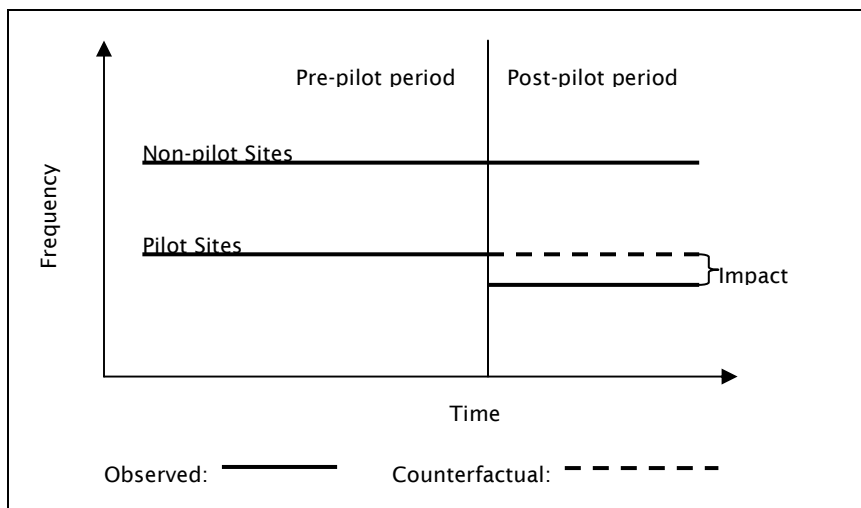 Pre-pilot period
Post-pilot period
Non-pilot Sites
Frequency
Pilot Sites
Impact
Time
Observed:
Counterfactual: